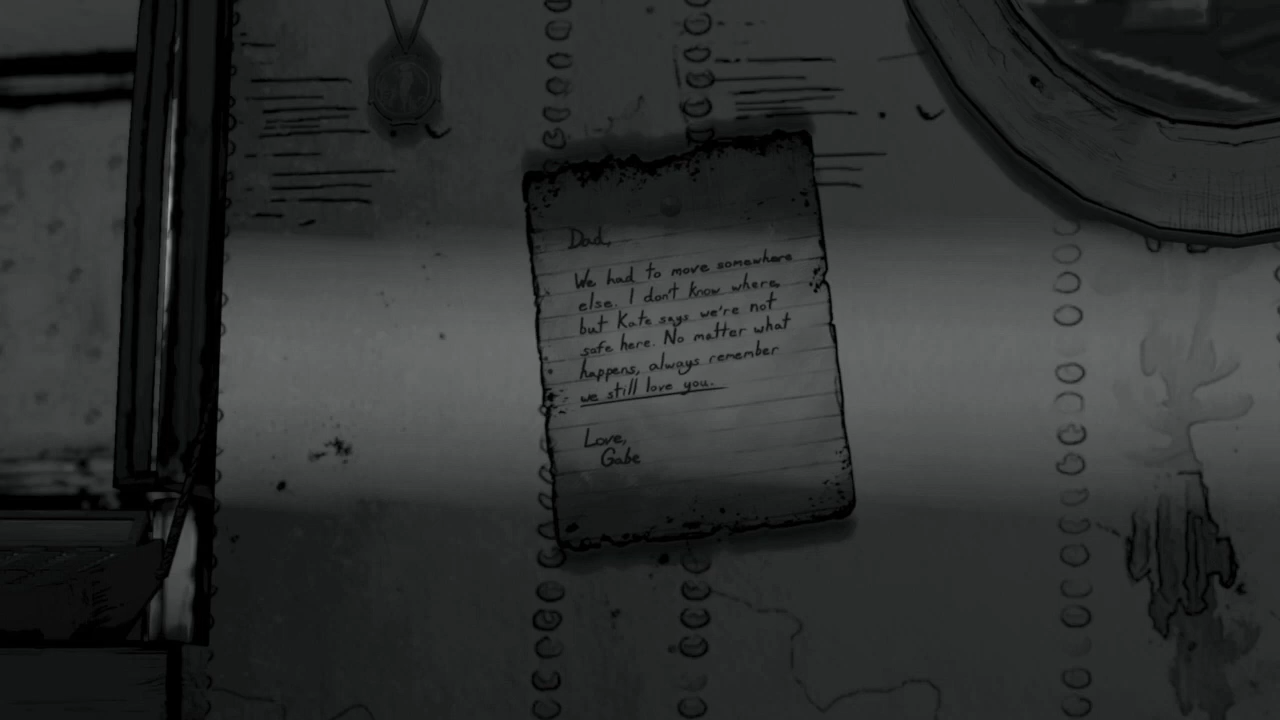 Dad,
We had to move somewhere
else. I don't know where,
but Kate says we're not
safe here. No matter what
happens, always remember
we still love you.
Love,
Gabe